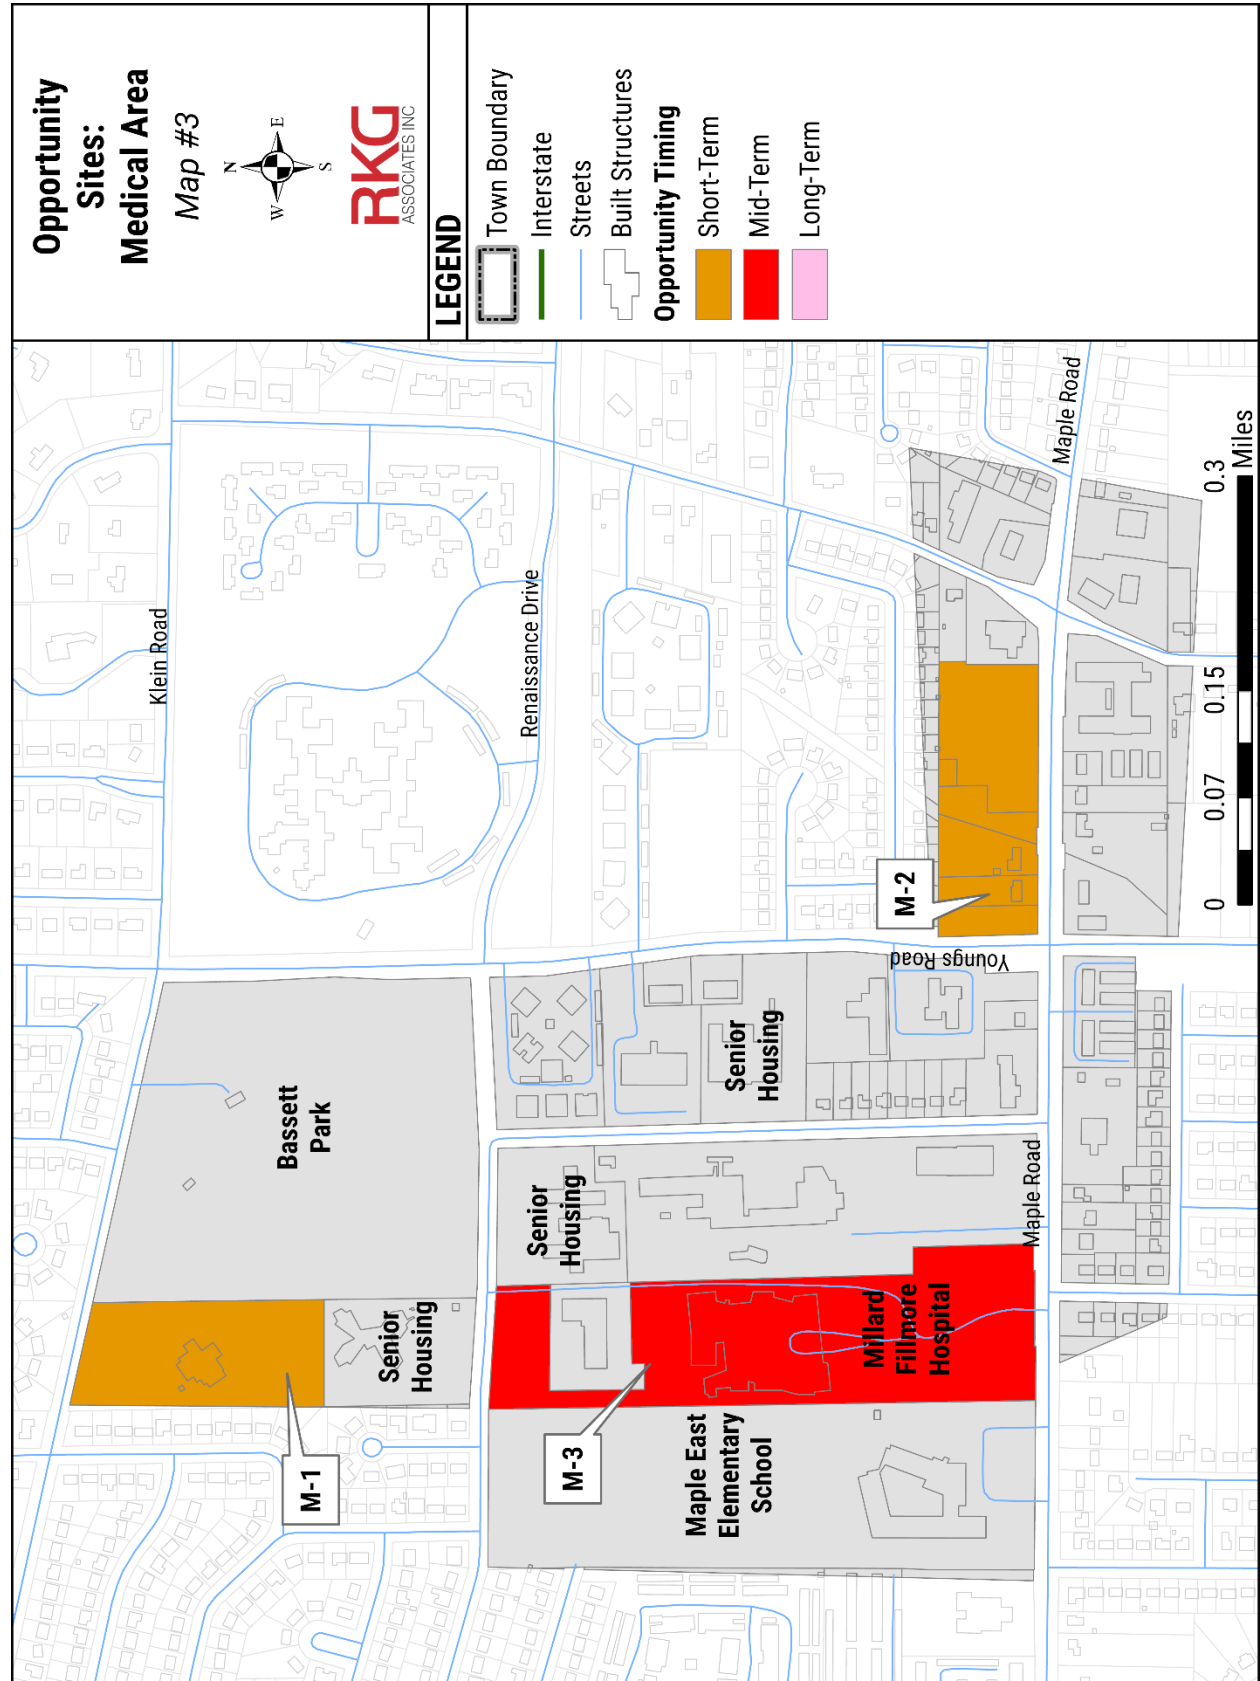 Opportunity
Sites:
Medical Area
Map #3
N
W
E
S
RKG
ASSOCIATES INC
LEGEND
Town Boundary
Interstate
Streets
Built Structures
Opportunity Timing
Short-Term
Mid-Term
Long-Term
Klein Road
Renaissance Drive
Maple Road
Youngs Road
Maple Road
M-1
M-2
M-3
Bassett
Park
Senior
Housing
Senior
Housing
Senior
Housing
Millard
Fillmore
Hospital
Maple East
Elementary
School
0
0.07
0.15
0.3
Miles